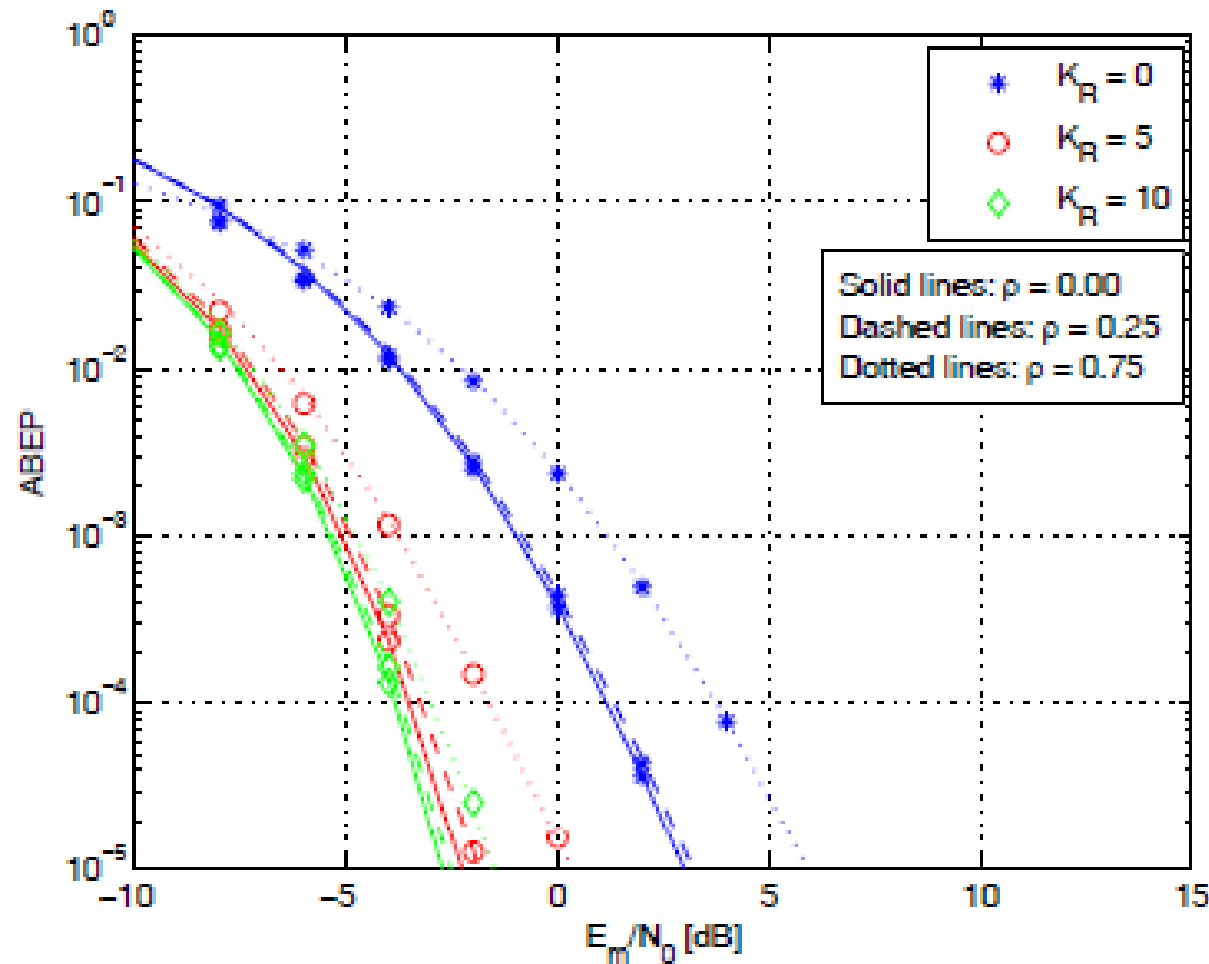 10⁰
10⁻¹
10⁻²
10⁻³
10⁻⁴
10⁻⁵
ABEP
−10
−5
0
5
10
15
E_m/N_0 [dB]
K_R = 0
K_R = 5
K_R = 10
Solid lines: ρ = 0.00
Dashed lines: ρ = 0.25
Dotted lines: ρ = 0.75